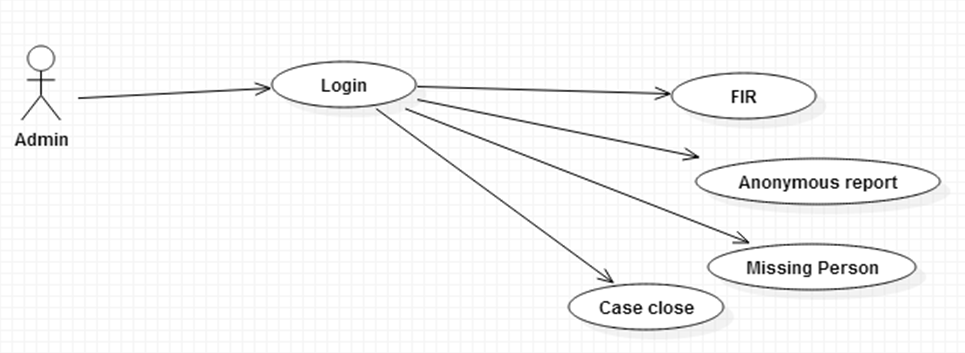 Login
FIR
Admin
Anonymous report
Missing Person
Case close